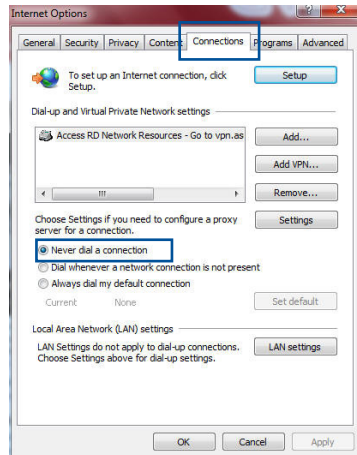 Internet Options
General Security Privacy Content Connections Programs Advanced
To set up an Internet connection, click
Setup.
Setup
Dial-up and Virtual Private Network settings
Access RD Network Resources - Go to vpn.as
Add...
Add VPN...
Remove...
Choose Settings if you need to configure a proxy
server for a connection.
Settings
Never dial a connection
Dial whenever a network connection is not present
Always dial my default connection
Current None
Set default
Local Area Network (LAN) settings
LAN Settings do not apply to dial-up connections.
Choose Settings above for dial-up settings.
LAN settings
OK Cancel Apply